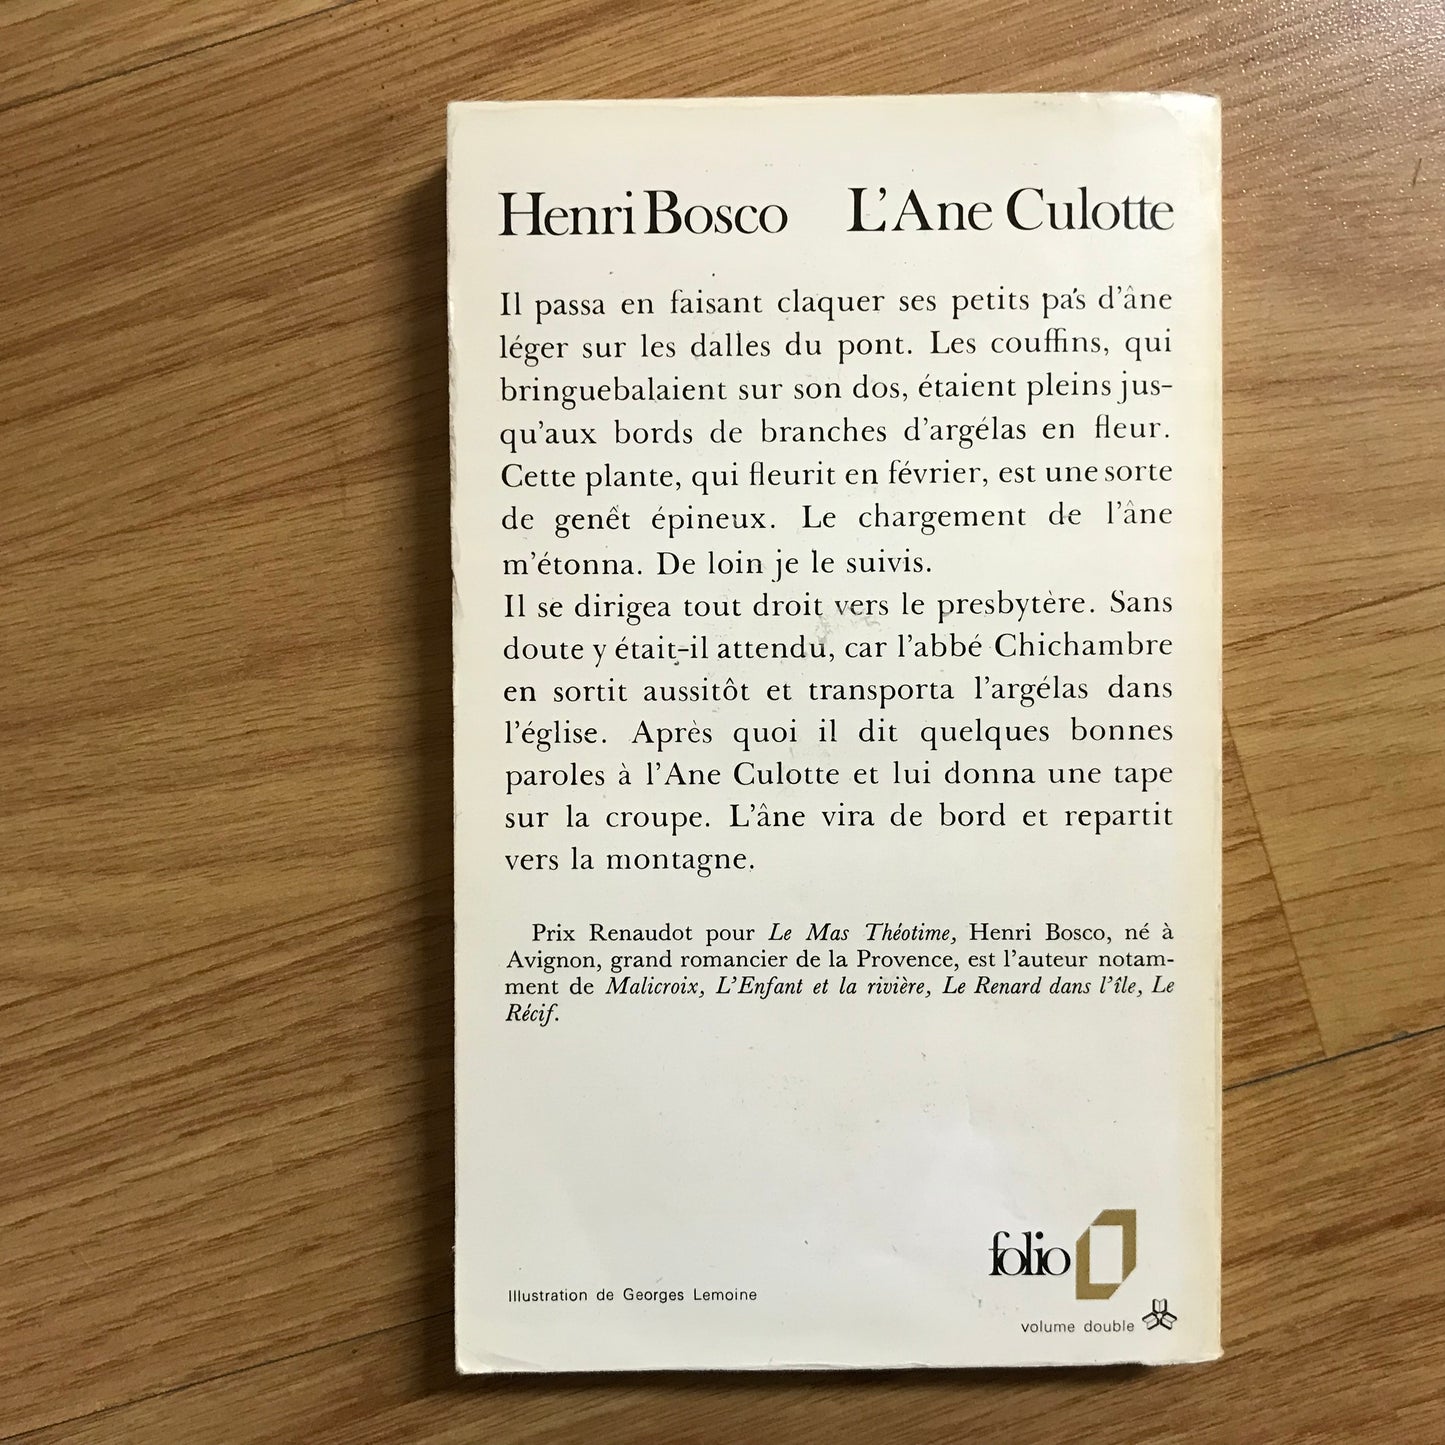 Henri Bosco L'Ane Culotte
Il passa en faisant claquer ses petits pas d'âne
léger sur les dalles du pont. Les couffins, qui
bringuebalaient sur son dos, étaient pleins jus-
qu'aux bords de branches d'argélas en fleur.
Cette plante, qui fleurit en février, est une sorte
de genêt épineux. Le chargement de l'âne
m'étonna. De loin je le suivis.
Il se dirigea tout droit vers le presbytère. Sans
doute y était-il attendu, car l'abbé Chichambre
en sortit aussitôt et transporta l'argélas dans
l'église. Après quoi il dit quelques bonnes
paroles à l'Ane Culotte et lui donna une tape
sur la croupe. L'âne vira de bord et repartit
vers la montagne.
Prix Renaudot pour Le Mas Théotime, Henri Bosco, né à
Avignon, grand romancier de la Provence, est l'auteur notam-
ment de Malicroix, L'Enfant et la rivière, Le Renard dans l'île, Le
Récif.
folio
Illustration de Georges Lemoine
volume double